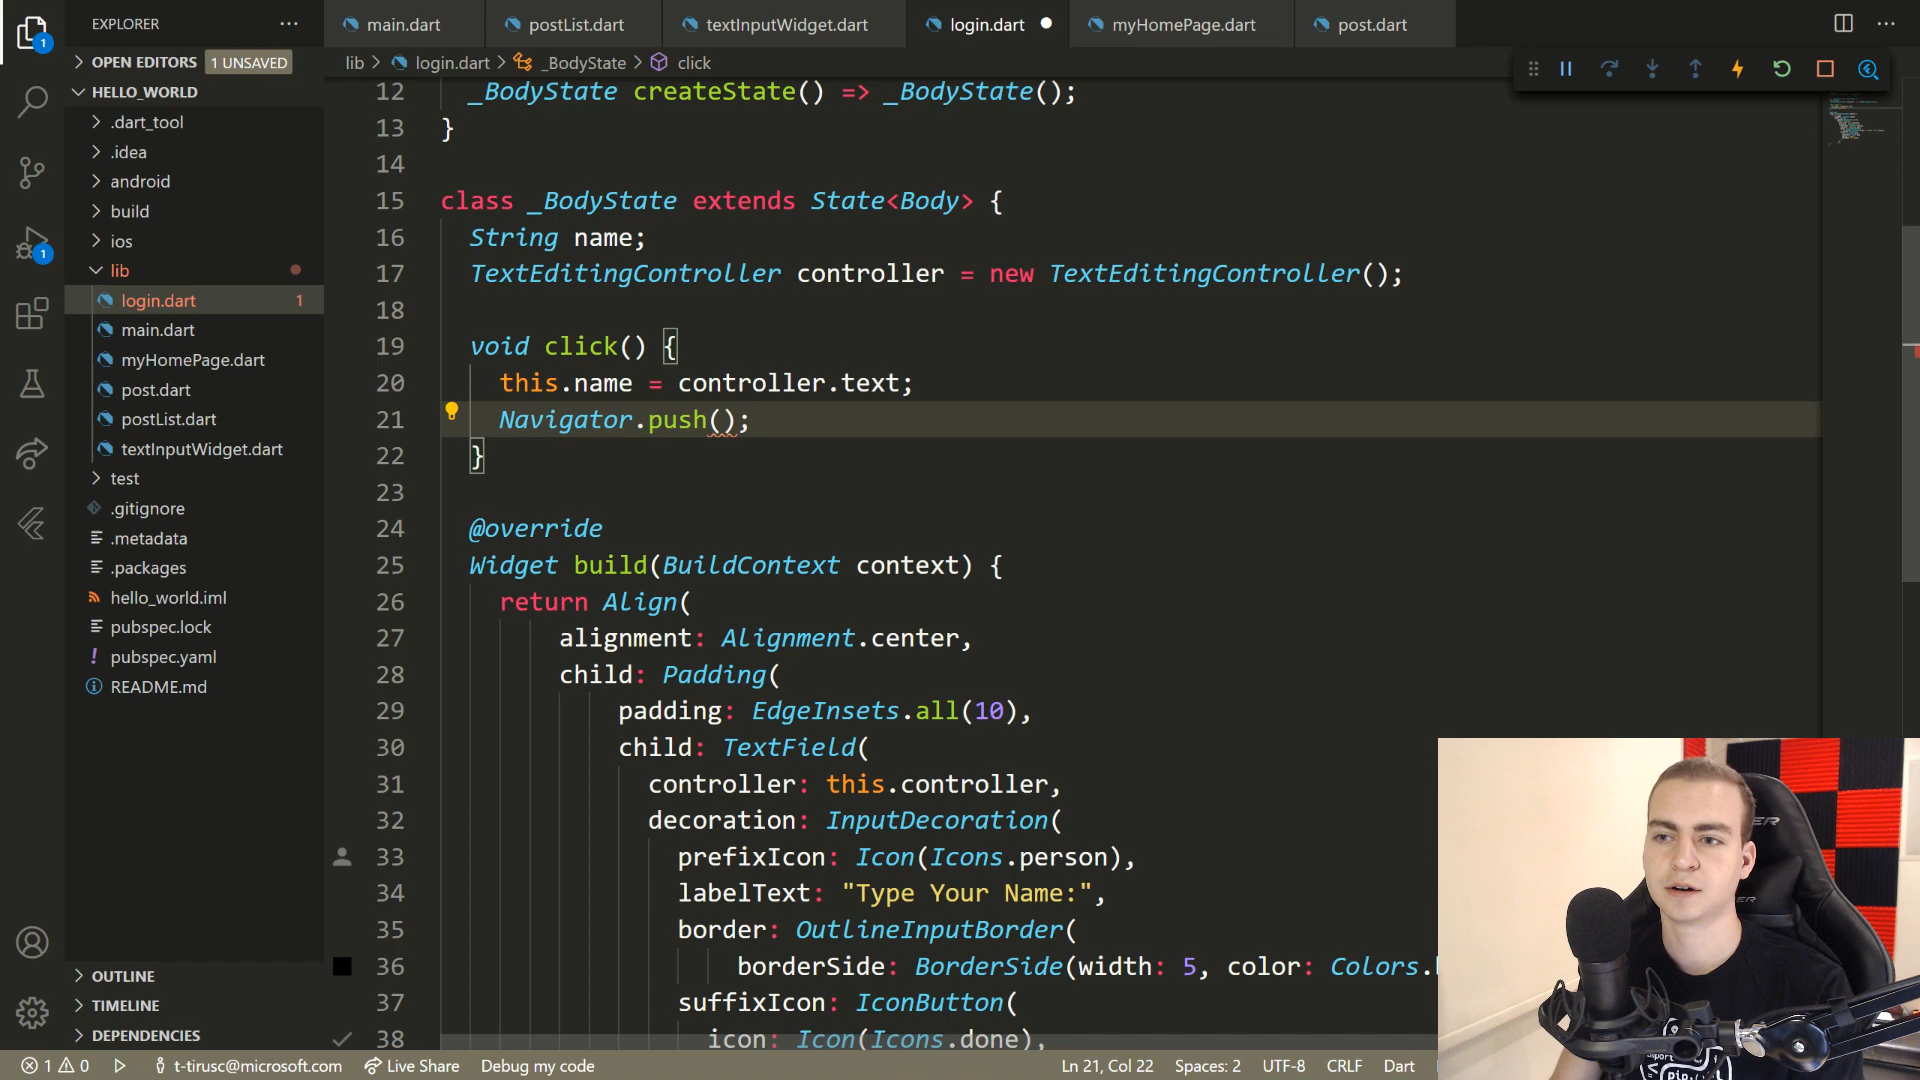 EXPLORER
main.dart
postList.dart
textInputWidget.dart
login.dart
myHomePage.dart
post.dart
OPEN EDITORS 1 UNSAVED
lib > login.dart > _BodyState > click
HELLO_WORLD
.dart_tool
.idea
android
build
ios
lib
login.dart 1
main.dart
myHomePage.dart
post.dart
postList.dart
textInputWidget.dart
test
.gitignore
.metadata
.packages
hello_world.iml
pubspec.lock
pubspec.yaml
README.md
OUTLINE
TIMELINE
DEPENDENCIES
1
1
12 _BodyState createState() => _BodyState();
13 }
14
15 class _BodyState extends State<Body> {
16 String name;
17 TextEditingController controller = new TextEditingController();
18
19 void click() {
20 this.name = controller.text;
21 Navigator.push();
22 }
23
24 @override
25 Widget build(BuildContext context) {
26 return Align(
27 alignment: Alignment.center,
28 child: Padding(
29 padding: EdgeInsets.all(10),
30 child: TextField(
31 controller: this.controller,
32 decoration: InputDecoration(
33 prefixIcon: Icon(Icons.person),
34 labelText: "Type Your Name:",
35 border: OutlineInputBorder(
36 borderSide: BorderSide(width: 5, color: Colors.
37 suffixIcon: IconButton(
38 icon: Icon(Icons.done),
1 0 t-tirusc@microsoft.com Live Share Debug my code Ln 21, Col 22 Spaces: 2 UTF-8 CRLF Dart